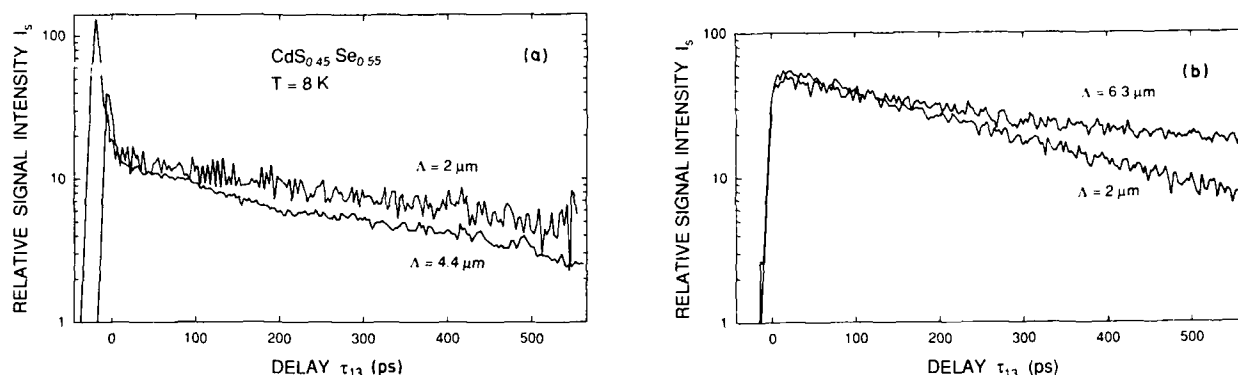 RELATIVE SIGNAL INTENSITY I_s
100
10
1
CdS0.45 Se0.55
T = 8 K
(a)
Λ = 2 μm
Λ = 4.4 μm
0 100 200 300 400 500
DELAY τ13 (ps)
RELATIVE SIGNAL INTENSITY I_s
100
10
1
(b)
Λ = 6.3 μm
Λ = 2 μm
0 100 200 300 400 500
DELAY τ13 (ps)